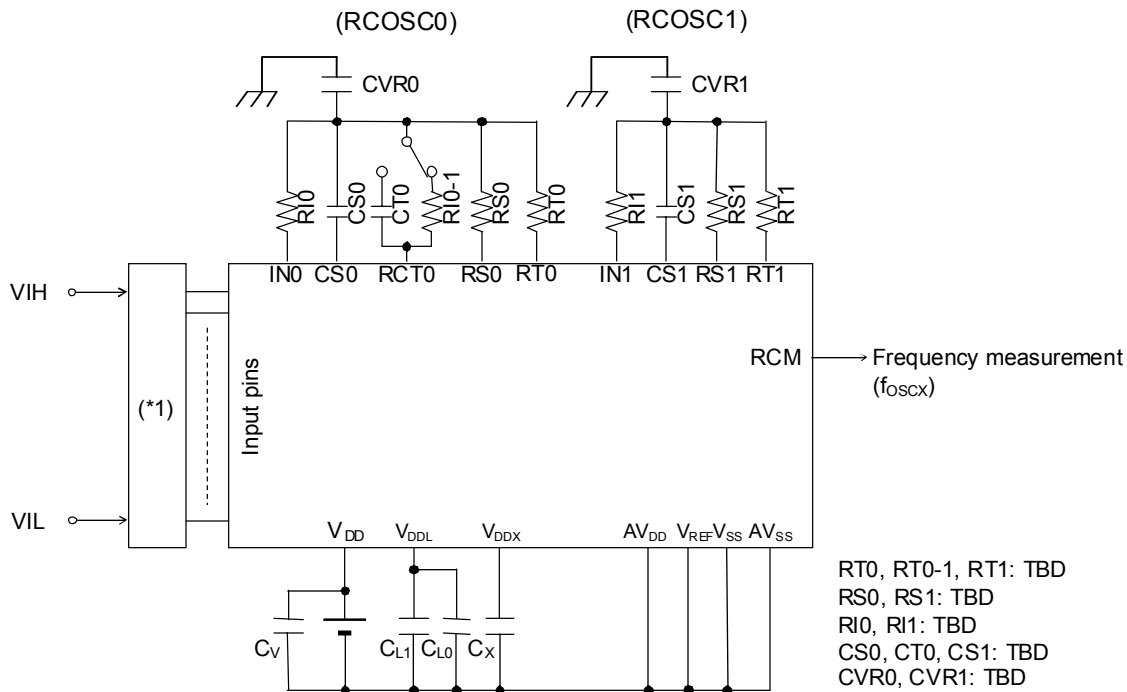 (RCOSC0)
(RCOSC1)
CVR0
CVR1
RI0
CS0
CT0
RI0-1
RS0
RT0
RI1
CS1
RS1
RT1
IN0 CS0 RCT0 RS0 RT0
IN1 CS1 RS1 RT1
VIH
(*1)
VIL
Input pins
RCM
Frequency measurement
(fOSCX)
VDD VDDL VDDX AVDD VREF VSS AVSS
CV CL1 CL0 CX
RT0, RT0-1, RT1: TBD
RS0, RS1: TBD
RI0, RI1: TBD
CS0, CT0, CS1: TBD
CVR0, CVR1: TBD